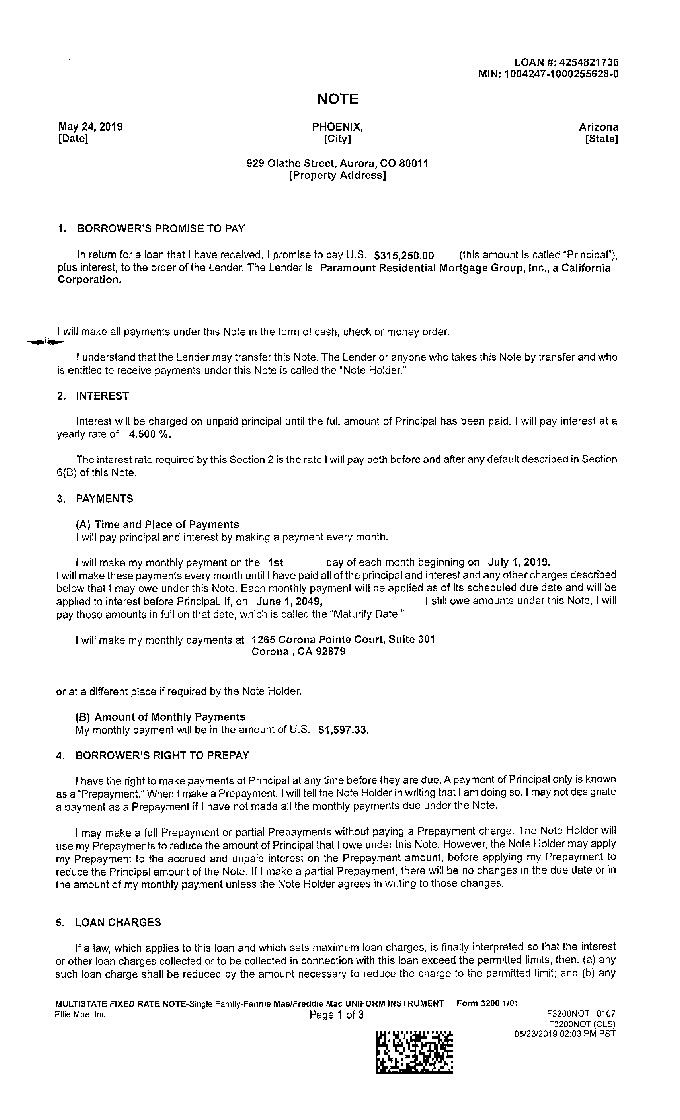 LOAN #: 4254821736
MIN: 1004247-1000255628-0
NOTE
May 24, 2019 PHOENIX, Arizona
[Date] [City] [State]
929 Olathe Street, Aurora, CO 80011
[Property Address]
1. BORROWER'S PROMISE TO PAY
In return for a loan that I have received, I promise to pay U.S. $315,250.00 (this amount is called "Principal"),
plus interest, to the order of the Lender. The Lender is Paramount Residential Mortgage Group, Inc., a California
Corporation.
I will make all payments under this Note in the form of cash, check or money order.
I understand that the Lender may transfer this Note. The Lender or anyone who takes this Note by transfer and who
is entitled to receive payments under this Note is called the "Note Holder."
2. INTEREST
Interest will be charged on unpaid principal until the full amount of Principal has been paid. I will pay interest at a
yearly rate of 4.500 %.
The interest rate required by this Section 2 is the rate I will pay both before and after any default described in Section
6(B) of this Note.
3. PAYMENTS
(A) Time and Place of Payments
I will pay principal and interest by making a payment every month.
I will make my monthly payment on the 1st day of each month beginning on July 1, 2019.
I will make these payments every month until I have paid all of the principal and interest and any other charges described
below that I may owe under this Note. Each monthly payment will be applied as of its scheduled due date and will be
applied to interest before Principal. If, on June 1, 2049, I still owe amounts under this Note, I will
pay those amounts in full on that date, which is called the "Maturity Date."
I will make my monthly payments at 1265 Corona Pointe Court, Suite 301
Corona , CA 92879
or at a different place if required by the Note Holder.
(B) Amount of Monthly Payments
My monthly payment will be in the amount of U.S. $1,597.33.
4. BORROWER'S RIGHT TO PREPAY
I have the right to make payments of Principal at any time before they are due. A payment of Principal only is known
as a "Prepayment." When I make a Prepayment, I will tell the Note Holder in writing that I am doing so. I may not designate
a payment as a Prepayment if I have not made all the monthly payments due under the Note.
I may make a full Prepayment or partial Prepayments without paying a Prepayment charge. The Note Holder will
use my Prepayments to reduce the amount of Principal that I owe under this Note. However, the Note Holder may apply
my Prepayment to the accrued and unpaid interest on the Prepayment amount, before applying my Prepayment to
reduce the Principal amount of the Note. If I make a partial Prepayment, there will be no changes in the due date or in
the amount of my monthly payment unless the Note Holder agrees in writing to those changes.
5. LOAN CHARGES
If a law, which applies to this loan and which sets maximum loan charges, is finally interpreted so that the interest
or other loan charges collected or to be collected in connection with this loan exceed the permitted limits, then: (a) any
such loan charge shall be reduced by the amount necessary to reduce the charge to the permitted limit; and (b) any
MULTISTATE FIXED RATE NOTE-Single Family-Fannie Mae/Freddie Mac UNIFORM INSTRUMENT Form 3200 1/01
Ellie Mae, Inc. Page 1 of 3 F3200NOT 0107
F3200NOT (CLS)
05/23/2019 02:03 PM PST